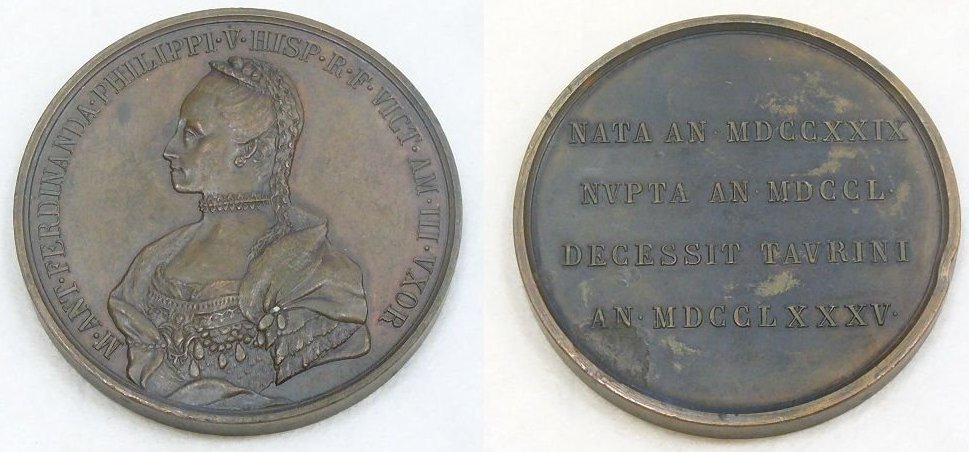 M·ANT·FERDINANDA·PHILIPPI·V·HISP·R·F·VICT·AM·III·VXOR
NATA AN·MDCCXXIX
NVPTA AN·MDCCL·
DECESSIT TAVRINI
AN·MDCCLXXXV·